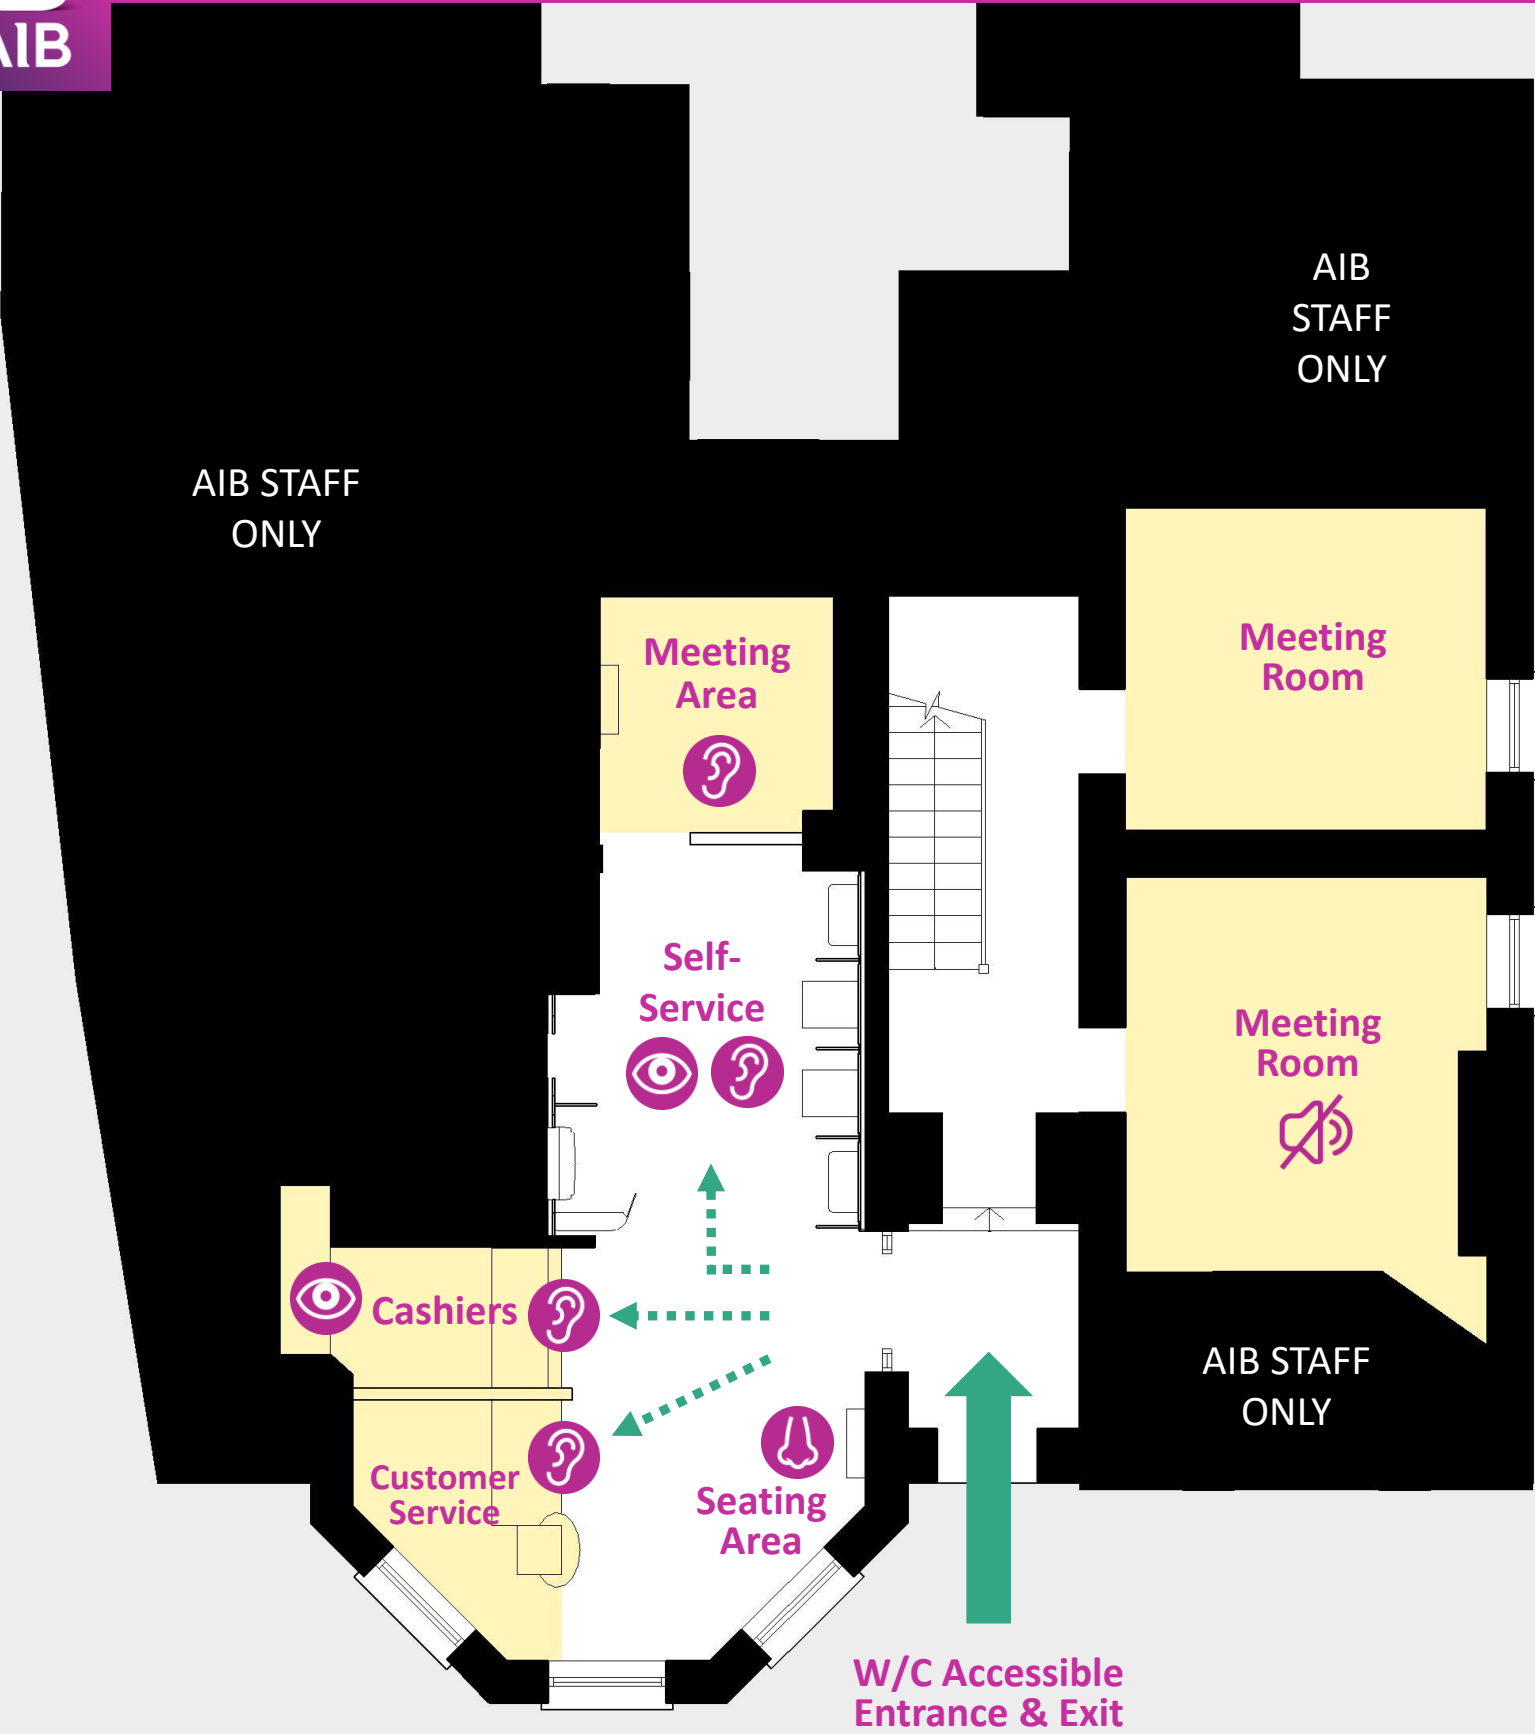 AIB
AIB
STAFF
ONLY
AIB STAFF
ONLY
Meeting
Room
Meeting
Area
Self-
Service
Meeting
Room
Cashiers
AIB STAFF
ONLY
Customer
Service
Seating
Area
W/C Accessible
Entrance & Exit